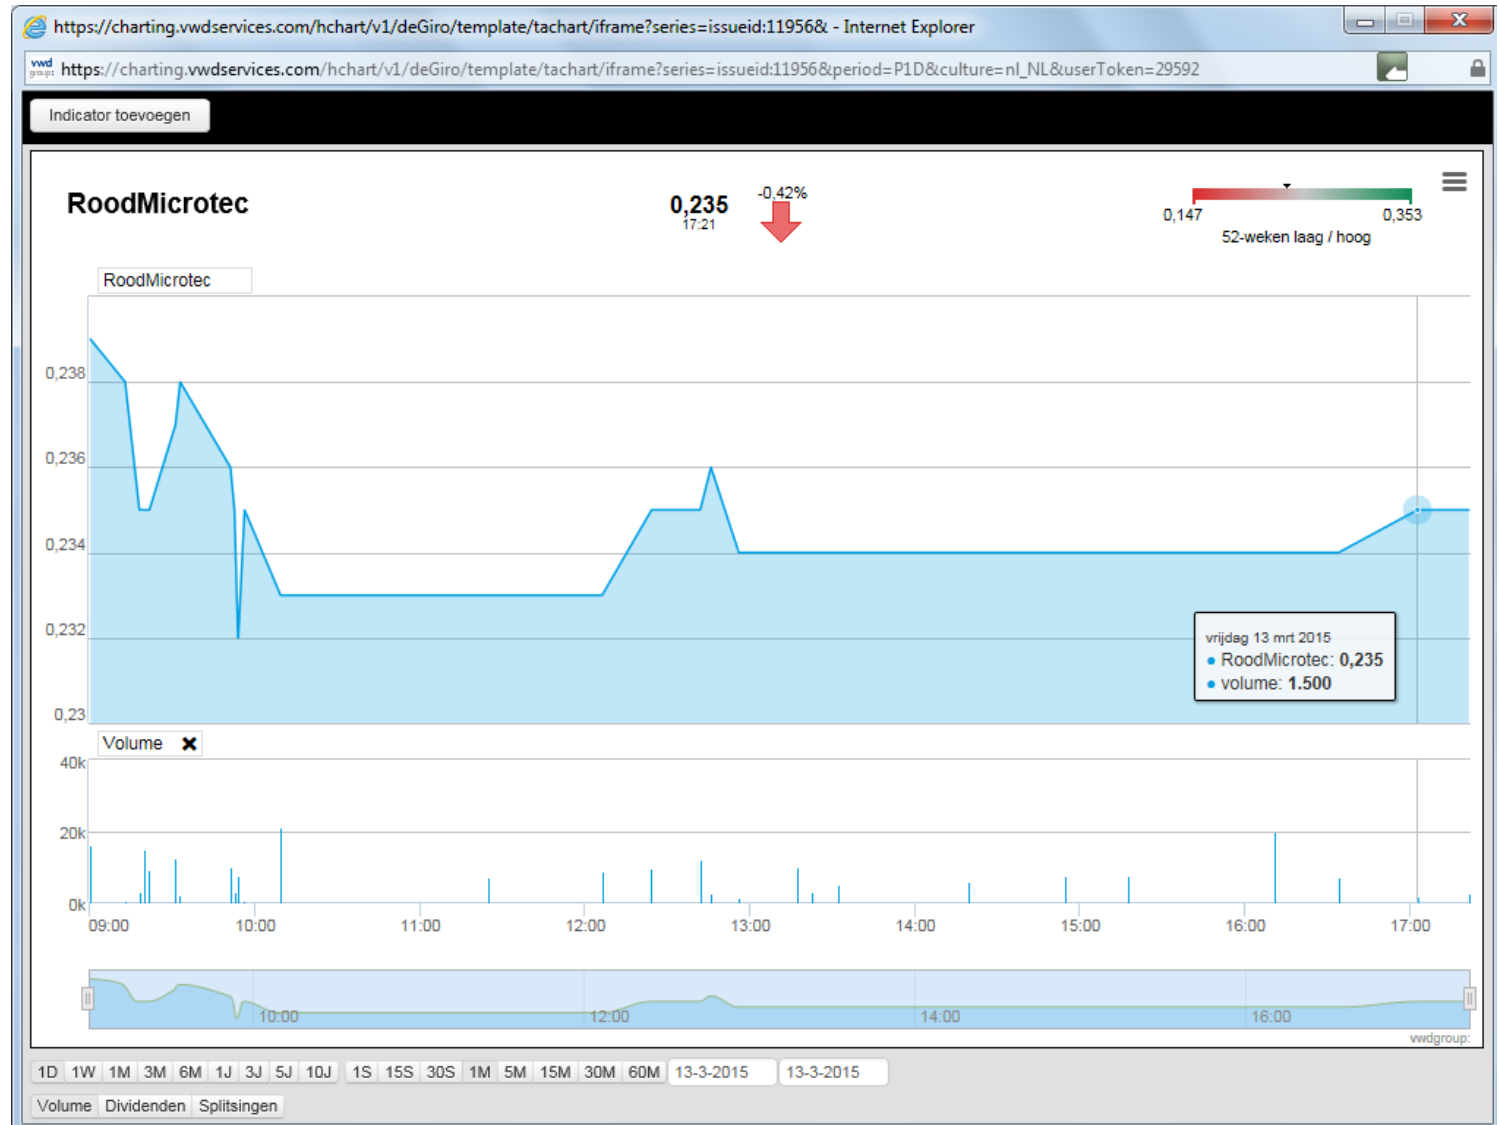 https://charting.vwdservices.com/hchart/v1/deGiro/template/tachart/iframe?series=issueid:11956& - Internet Explorer
vwd group: https://charting.vwdservices.com/hchart/v1/deGiro/template/tachart/iframe?series=issueid:11956&period=P1D&culture=nl_NL&userToken=29592
Indicator toevoegen
RoodMicrotec
0,235
17:21
-0,42%
0,147 0,353
52-weken laag / hoog
RoodMicrotec
0,238
0,236
0,234
0,232
0,23
vrijdag 13 mrt 2015
RoodMicrotec: 0,235
volume: 1.500
Volume
40k
20k
0k
09:00 10:00 11:00 12:00 13:00 14:00 15:00 16:00 17:00
10:00 12:00 14:00 16:00
vwdgroup:
1D 1W 1M 3M 6M 1J 3J 5J 10J 1S 15S 30S 1M 5M 15M 30M 60M 13-3-2015 13-3-2015
Volume Dividenden Splitsingen